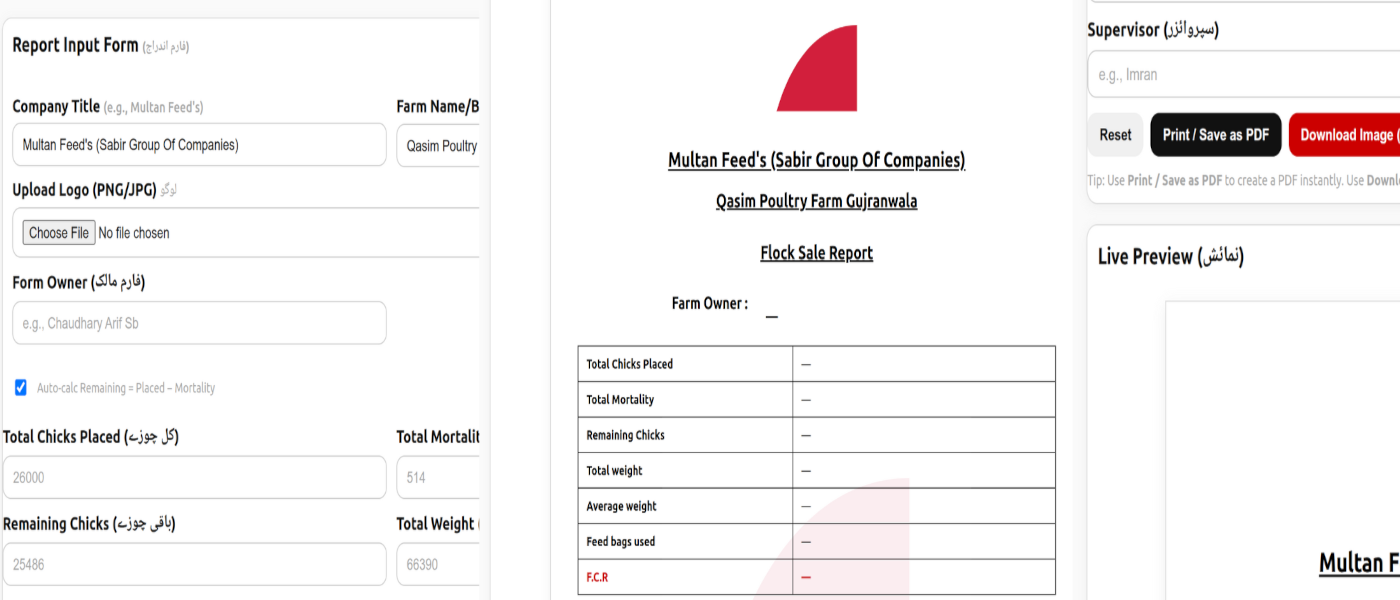 Report Input Form (فارم اندراج)
Company Title (e.g., Multan Feed's)
Farm Name/B
Multan Feed's (Sabir Group Of Companies)
Qasim Poultry
Upload Logo (PNG/JPG) لوگو
Choose File No file chosen
Form Owner (فارم مالک)
e.g., Chaudhary Arif Sb
Auto-calc Remaining = Placed – Mortality
Total Chicks Placed (کل چوزے)
Total Mortalit
26000
514
Remaining Chicks (باقی چوزے)
Total Weight (
25486
66390
Multan Feed's (Sabir Group Of Companies)
Qasim Poultry Farm Gujranwala
Flock Sale Report
Farm Owner : —
Total Chicks Placed —
Total Mortality —
Remaining Chicks —
Total weight —
Average weight —
Feed bags used —
F.C.R —
Supervisor (سپروائزر)
e.g., Imran
Reset
Print / Save as PDF
Download Image (
Tip: Use Print / Save as PDF to create a PDF instantly. Use Downl
Live Preview (نمائش)
Multan F